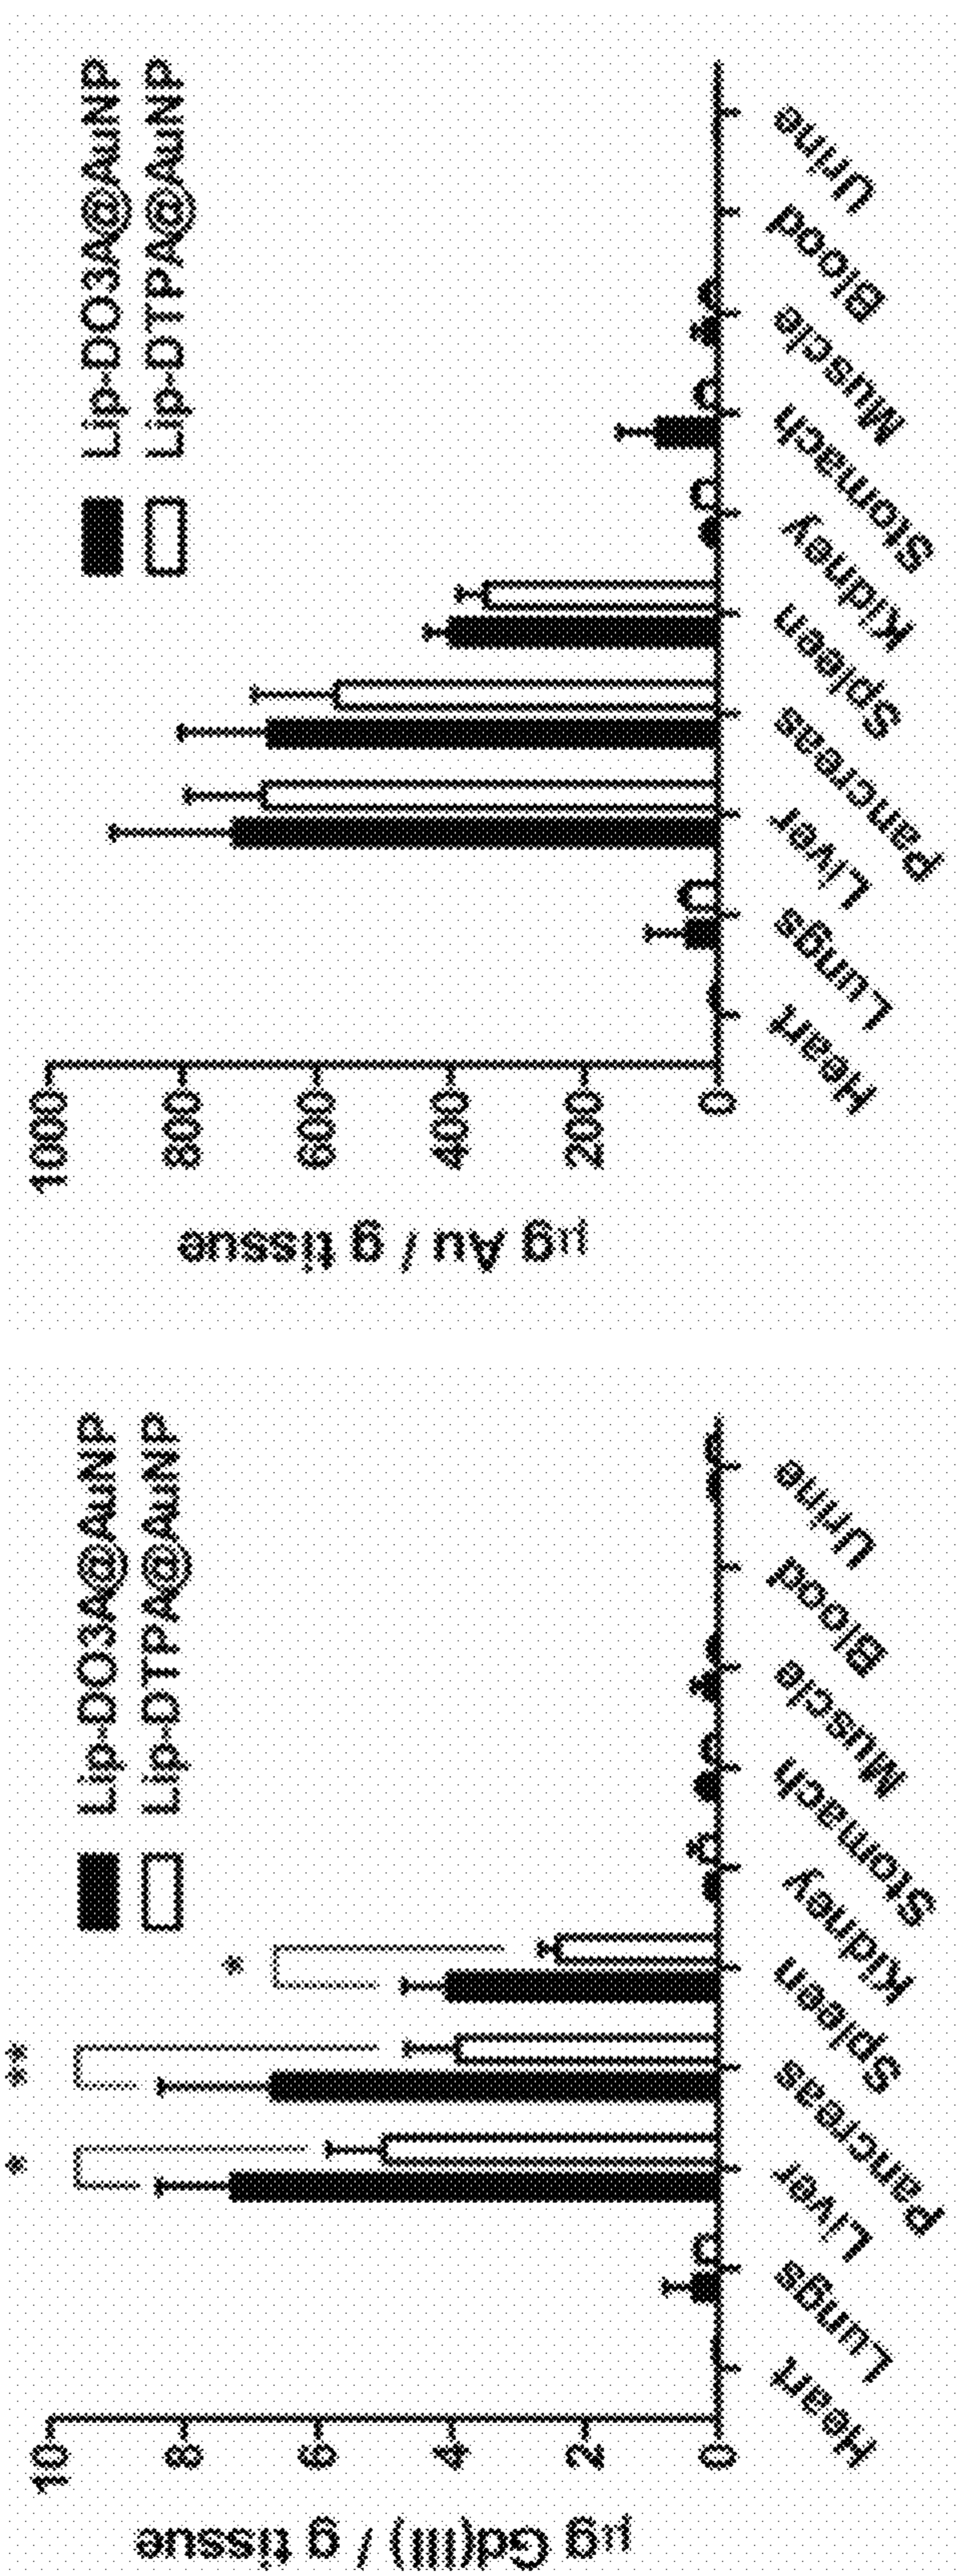 µg Gd(III) / g tissue
10
8
6
4
2
0
**
*
*
Lip-DO3A@AuNP
Lip-DTPA@AuNP
Heart
Lungs
Liver
Pancreas
Spleen
Kidney
Stomach
Muscle
Blood
Urine
µg Au / g tissue
1000
800
600
400
200
0
Lip-DO3A@AuNP
Lip-DTPA@AuNP
Heart
Lungs
Liver
Pancreas
Spleen
Kidney
Stomach
Muscle
Blood
Urine